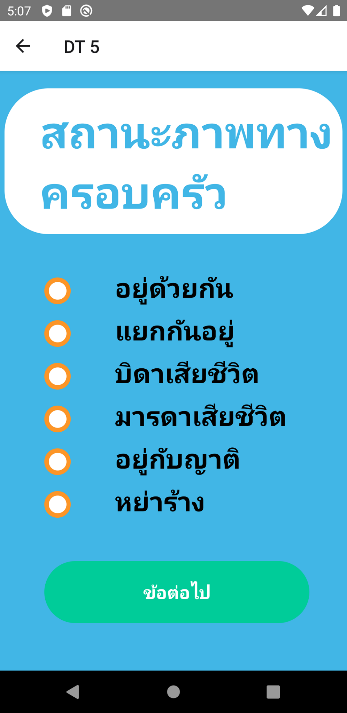 5:07
DT 5
สถานะภาพทาง
ครอบครัว
อยู่ด้วยกัน
แยกกันอยู่
บิดาเสียชีวิต
มารดาเสียชีวิต
อยู่กับญาติ
หย่าร้าง
ข้อต่อไป